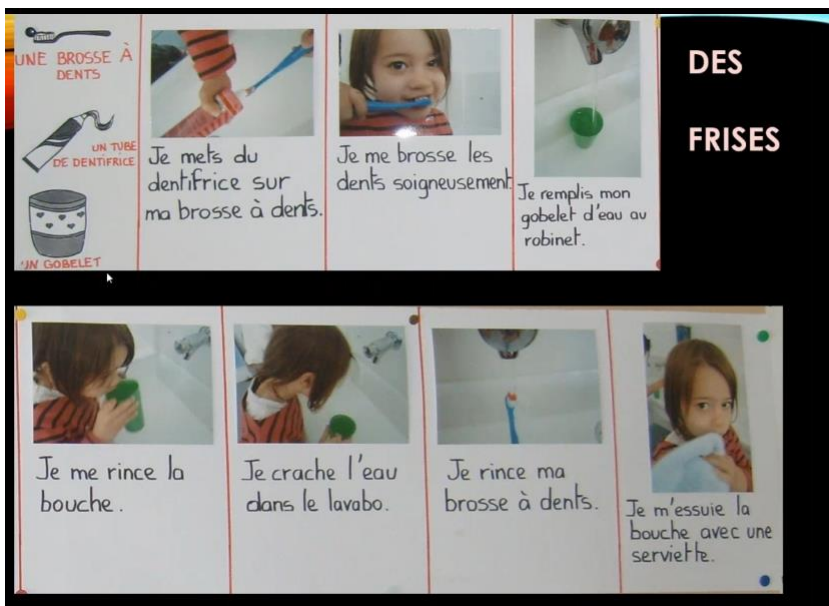 UNE BROSSE À
DENTS
UN TUBE
DE DENTIFRICE
UN GOBELET
Je mets du
dentifrice sur
ma brosse à dents.
Je me brosse les
dents soigneusement.
Je remplis mon
gobelet d'eau au
robinet.
DES
FRISES
Je me rince la
bouche.
Je crache l'eau
dans le lavabo.
Je rince ma
brosse à dents.
Je m'essuie la
bouche avec une
serviette.